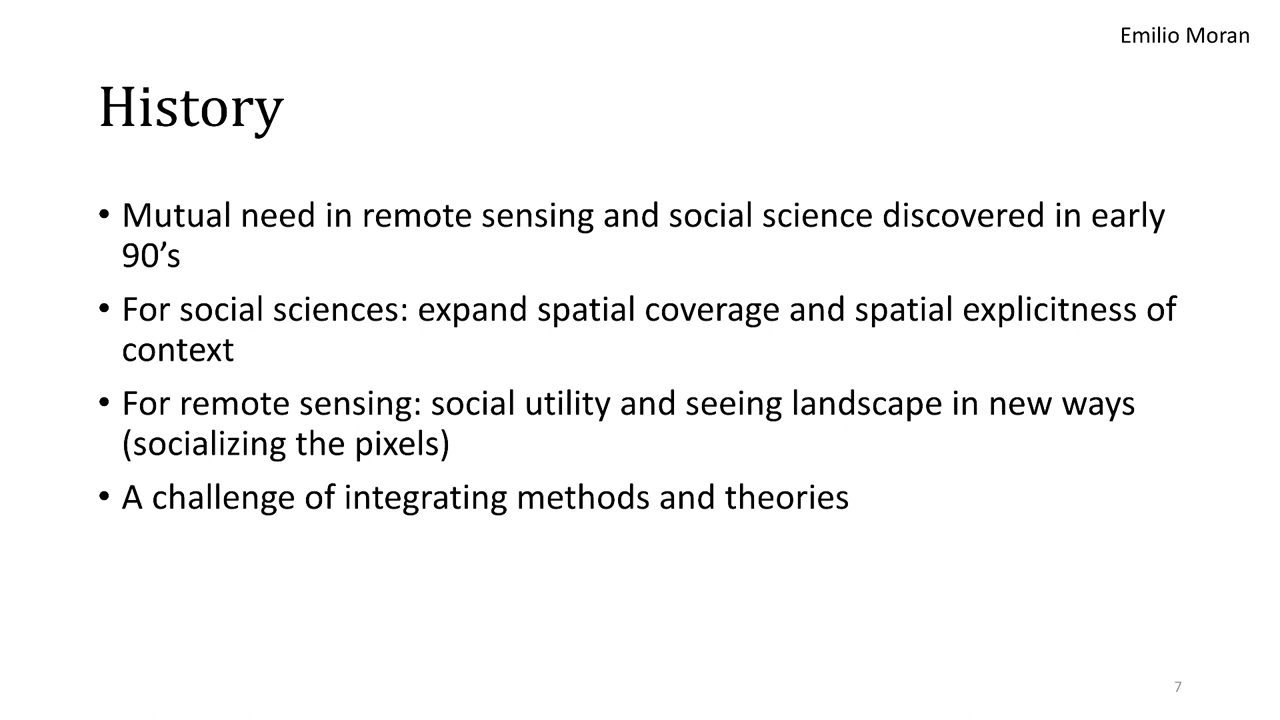 Emilio Moran
History
• Mutual need in remote sensing and social science discovered in early
90’s
• For social sciences: expand spatial coverage and spatial explicitness of
context
• For remote sensing: social utility and seeing landscape in new ways
(socializing the pixels)
• A challenge of integrating methods and theories
7